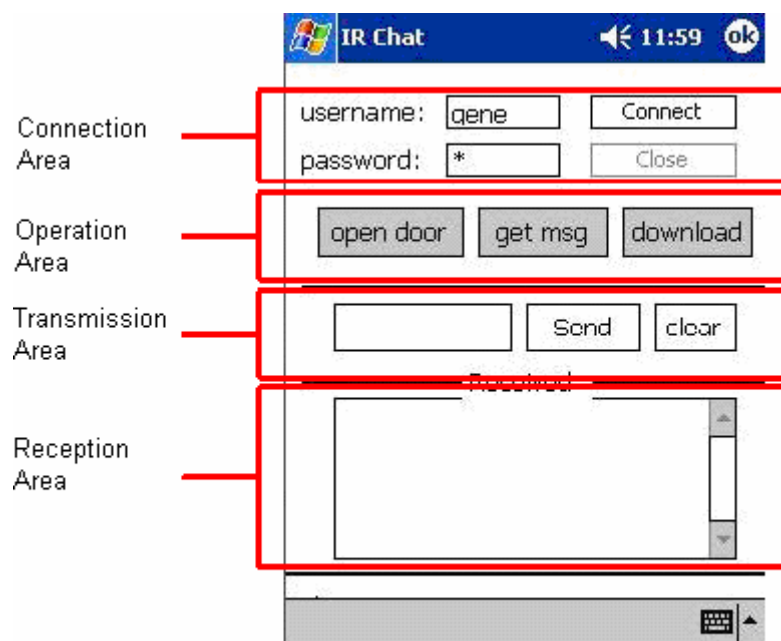 IR Chat 11:59 ok
Connection
Area
username: gene Connect
password: * Close
Operation
Area
open door get msg download
Transmission
Area
Send clear
Received
Reception
Area